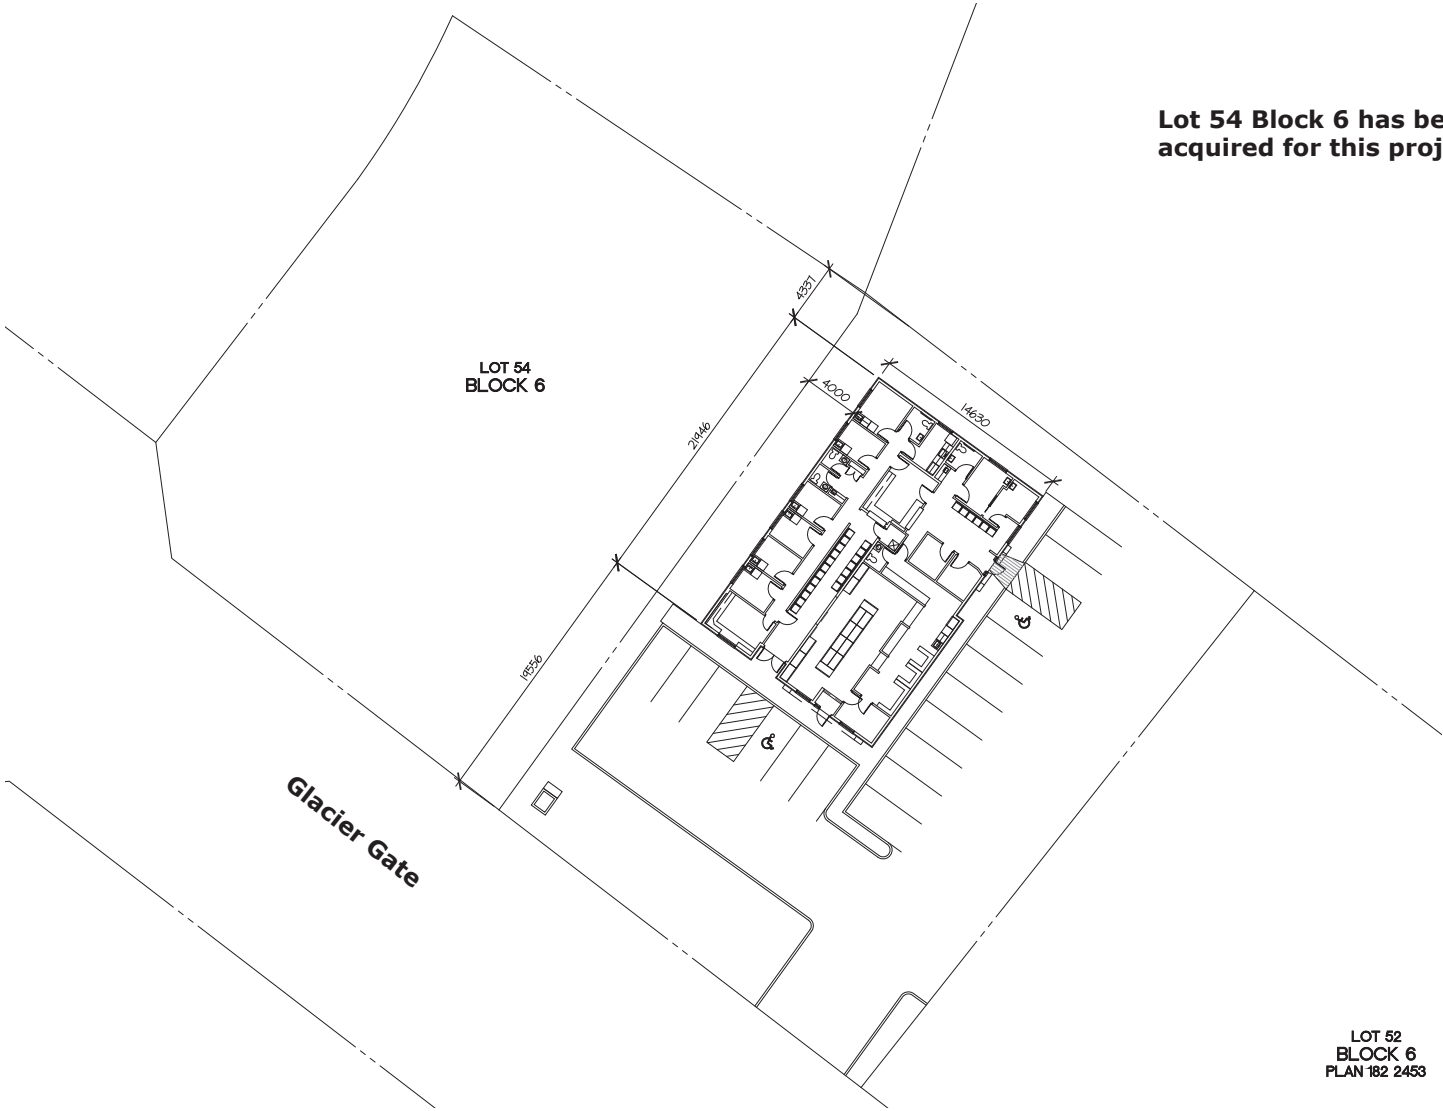 Lot 54 Block 6 has be
acquired for this proj
4337
LOT 54
BLOCK 6
4000
14630
21946
19556
Glacier Gate
LOT 52
BLOCK 6
PLAN 182 2453